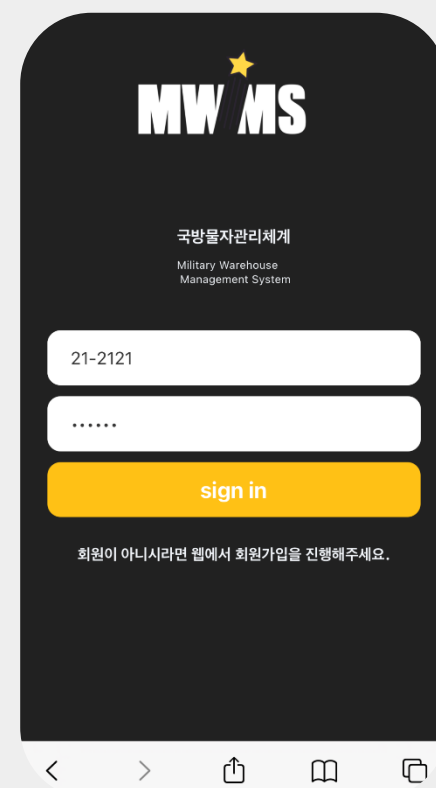 MWMS
국방물자관리체계
Military Warehouse
Management System
21-2121
••••••
sign in
회원이 아니시라면 웹에서 회원가입을 진행해주세요.